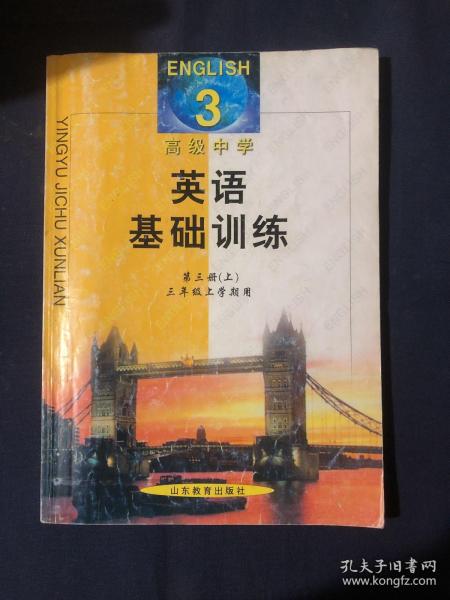 ENGLISH
3
高级中学
英语
基础训练
第三册(上)
三年级上学期用
YINGYU JICHU XUNLIAN
山东教育出版社
孔夫子旧书网
www.kongfz.com